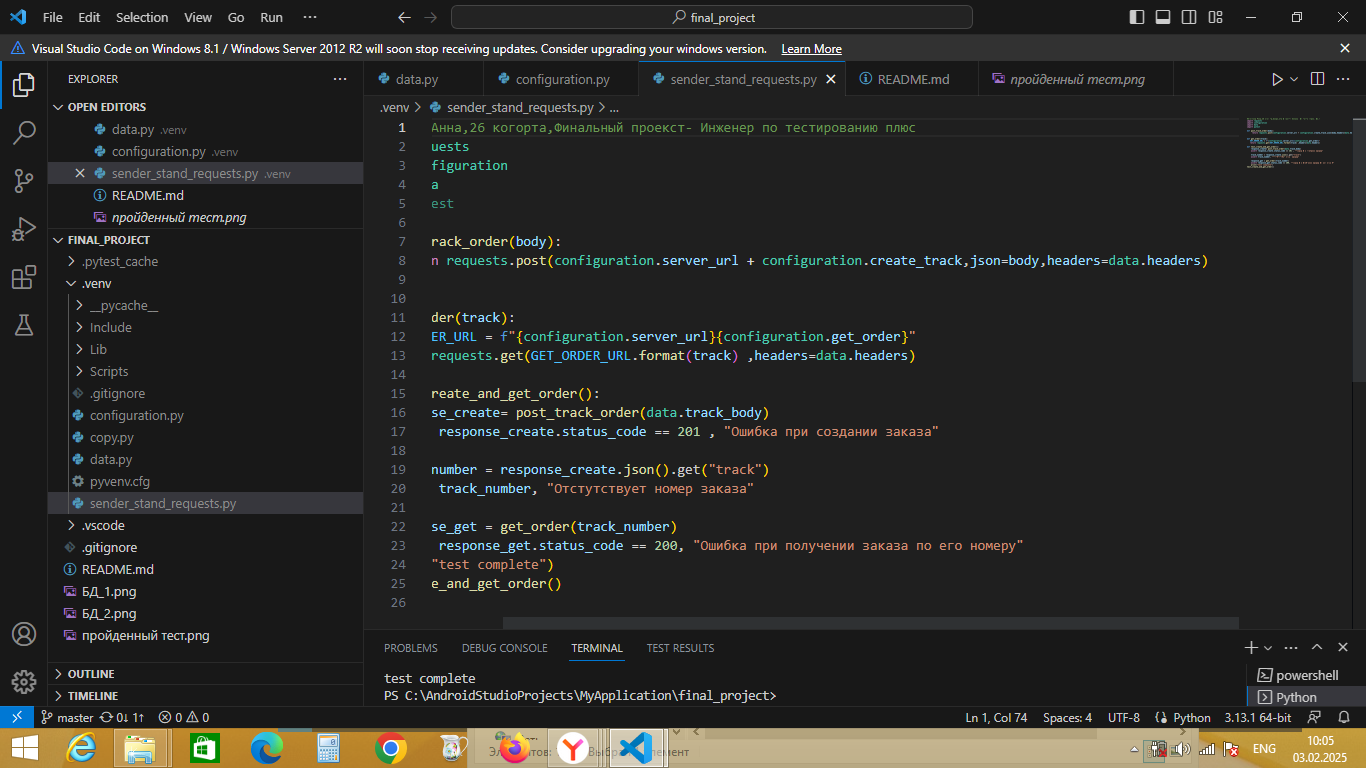 File Edit Selection View Go Run ··· final_project
Visual Studio Code on Windows 8.1 / Windows Server 2012 R2 will soon stop receiving updates. Consider upgrading your windows version. Learn More
EXPLORER
OPEN EDITORS
data.py .venv
configuration.py .venv
sender_stand_requests.py .venv
README.md
пройденный тест.png
FINAL_PROJECT
.pytest_cache
.venv
__pycache__
Include
Lib
Scripts
.gitignore
configuration.py
copy.py
data.py
pyvenv.cfg
sender_stand_requests.py
.vscode
.gitignore
README.md
БД_1.png
БД_2.png
пройденный тест.png
OUTLINE
TIMELINE
data.py configuration.py sender_stand_requests.py README.md пройденный тест.png
.venv > sender_stand_requests.py > ...
1 Анна,26 когорта,Финальный проекст- Инженер по тестированию плюс
2 uests
3 figuration
4 a
5 est
6
7 rack_order(body):
8 n requests.post(configuration.server_url + configuration.create_track,json=body,headers=data.headers)
9
10
11 der(track):
12 ER_URL = f"{configuration.server_url}{configuration.get_order}"
13 requests.get(GET_ORDER_URL.format(track) ,headers=data.headers)
14
15 reate_and_get_order():
16 se_create= post_track_order(data.track_body)
17 response_create.status_code == 201 , "Ошибка при создании заказа"
18
19 number = response_create.json().get("track")
20 track_number, "Отстутствует номер заказа"
21
22 se_get = get_order(track_number)
23 response_get.status_code == 200, "Ошибка при получении заказа по его номеру"
24 "test complete")
25 e_and_get_order()
26
PROBLEMS DEBUG CONSOLE TERMINAL TEST RESULTS
test complete
PS C:\AndroidStudioProjects\MyApplication\final_project>
powershell
Python
master 0↓ 1↑ 0 0 Ln 1, Col 74 Spaces: 4 UTF-8 Python 3.13.1 64-bit
Элементов: Выбран элемент
ENG
10:05
03.02.2025